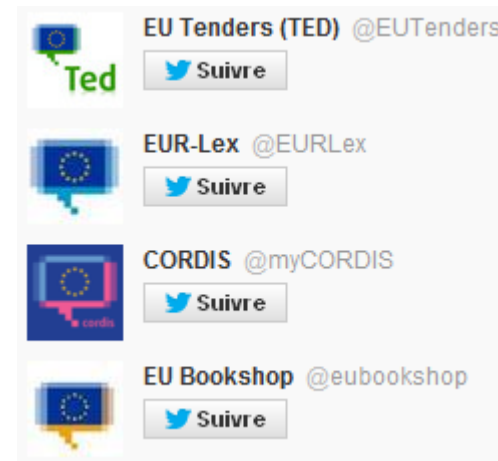 EU Tenders (TED) @EUTenders
Ted
Suivre
EUR-Lex @EURLex
Suivre
CORDIS @myCORDIS
cordis
Suivre
EU Bookshop @eubookshop
Suivre